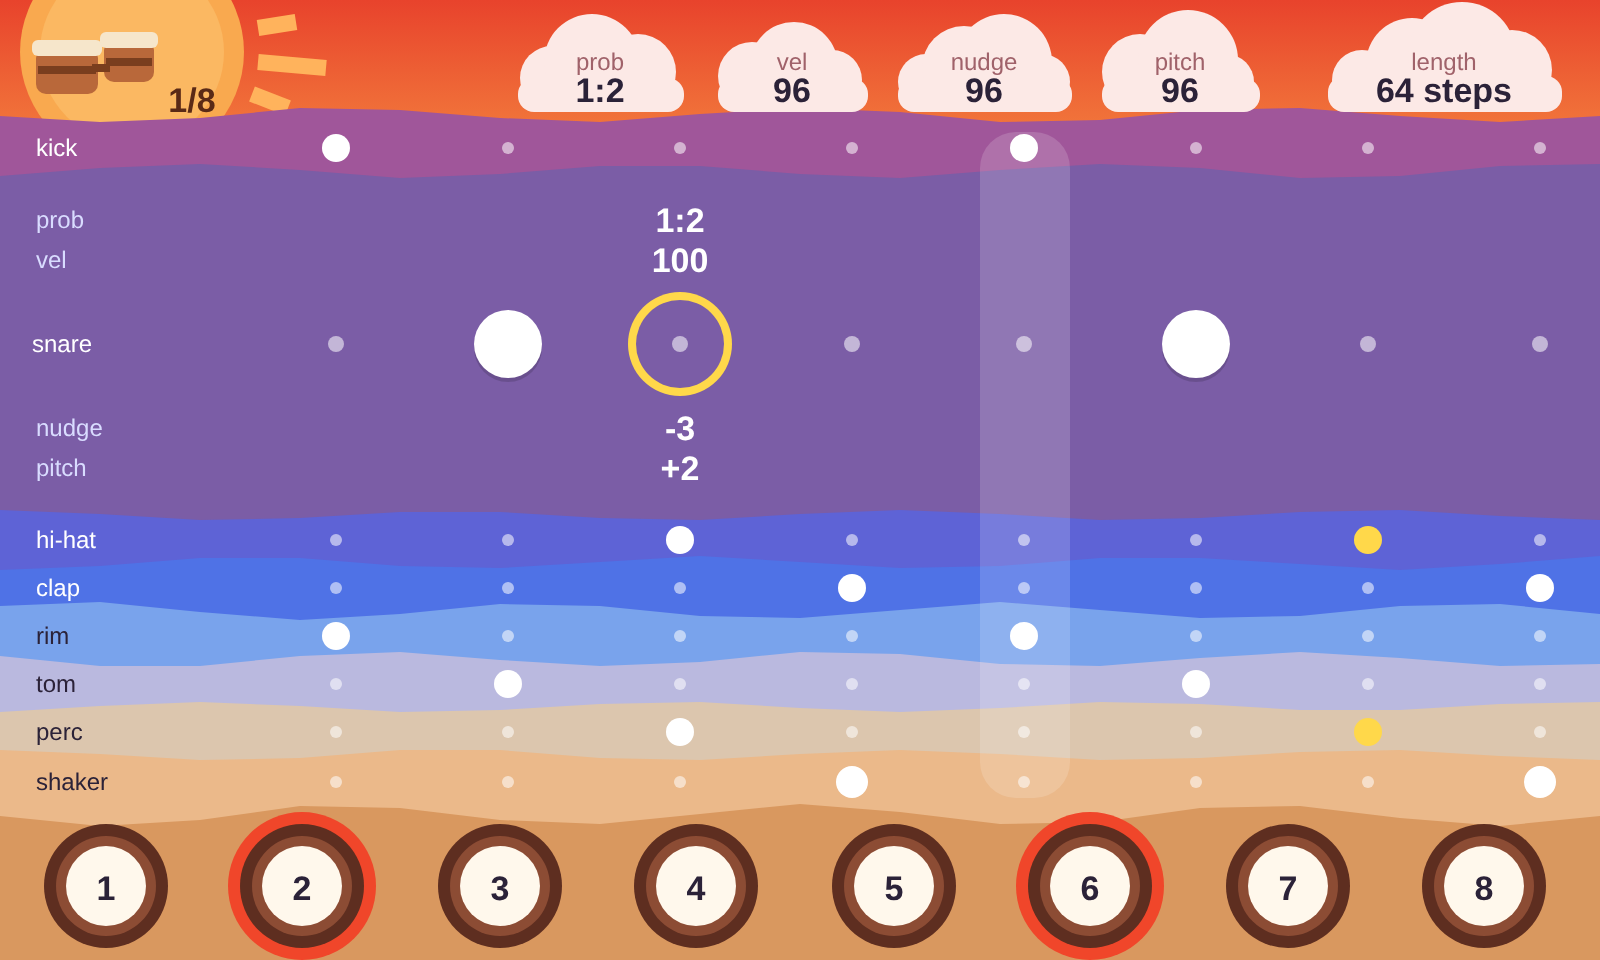 1/8
prob
1:2
vel
96
nudge
96
pitch
96
length
64 steps
kick
prob
1:2
vel
100
snare
nudge
-3
pitch
+2
hi-hat
clap
rim
tom
perc
shaker
1 2 3 4 5 6 7 8